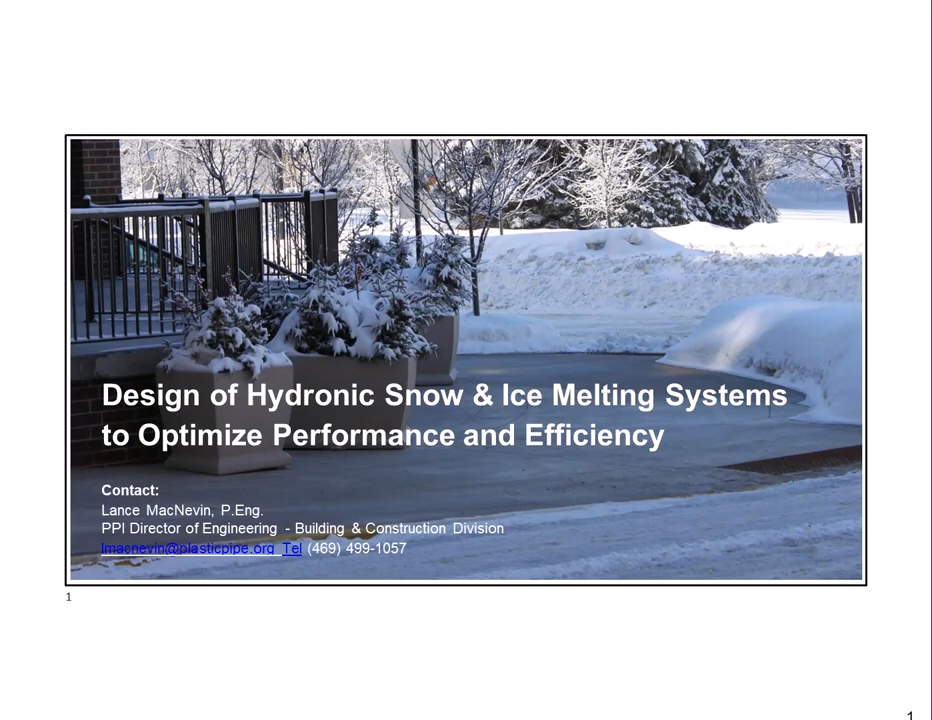 Design of Hydronic Snow & Ice Melting Systems
to Optimize Performance and Efficiency
Contact:
Lance MacNevin, P.Eng.
PPI Director of Engineering - Building & Construction Division
lmacnevin@plasticpipe.org Tel (469) 499-1057
1
1